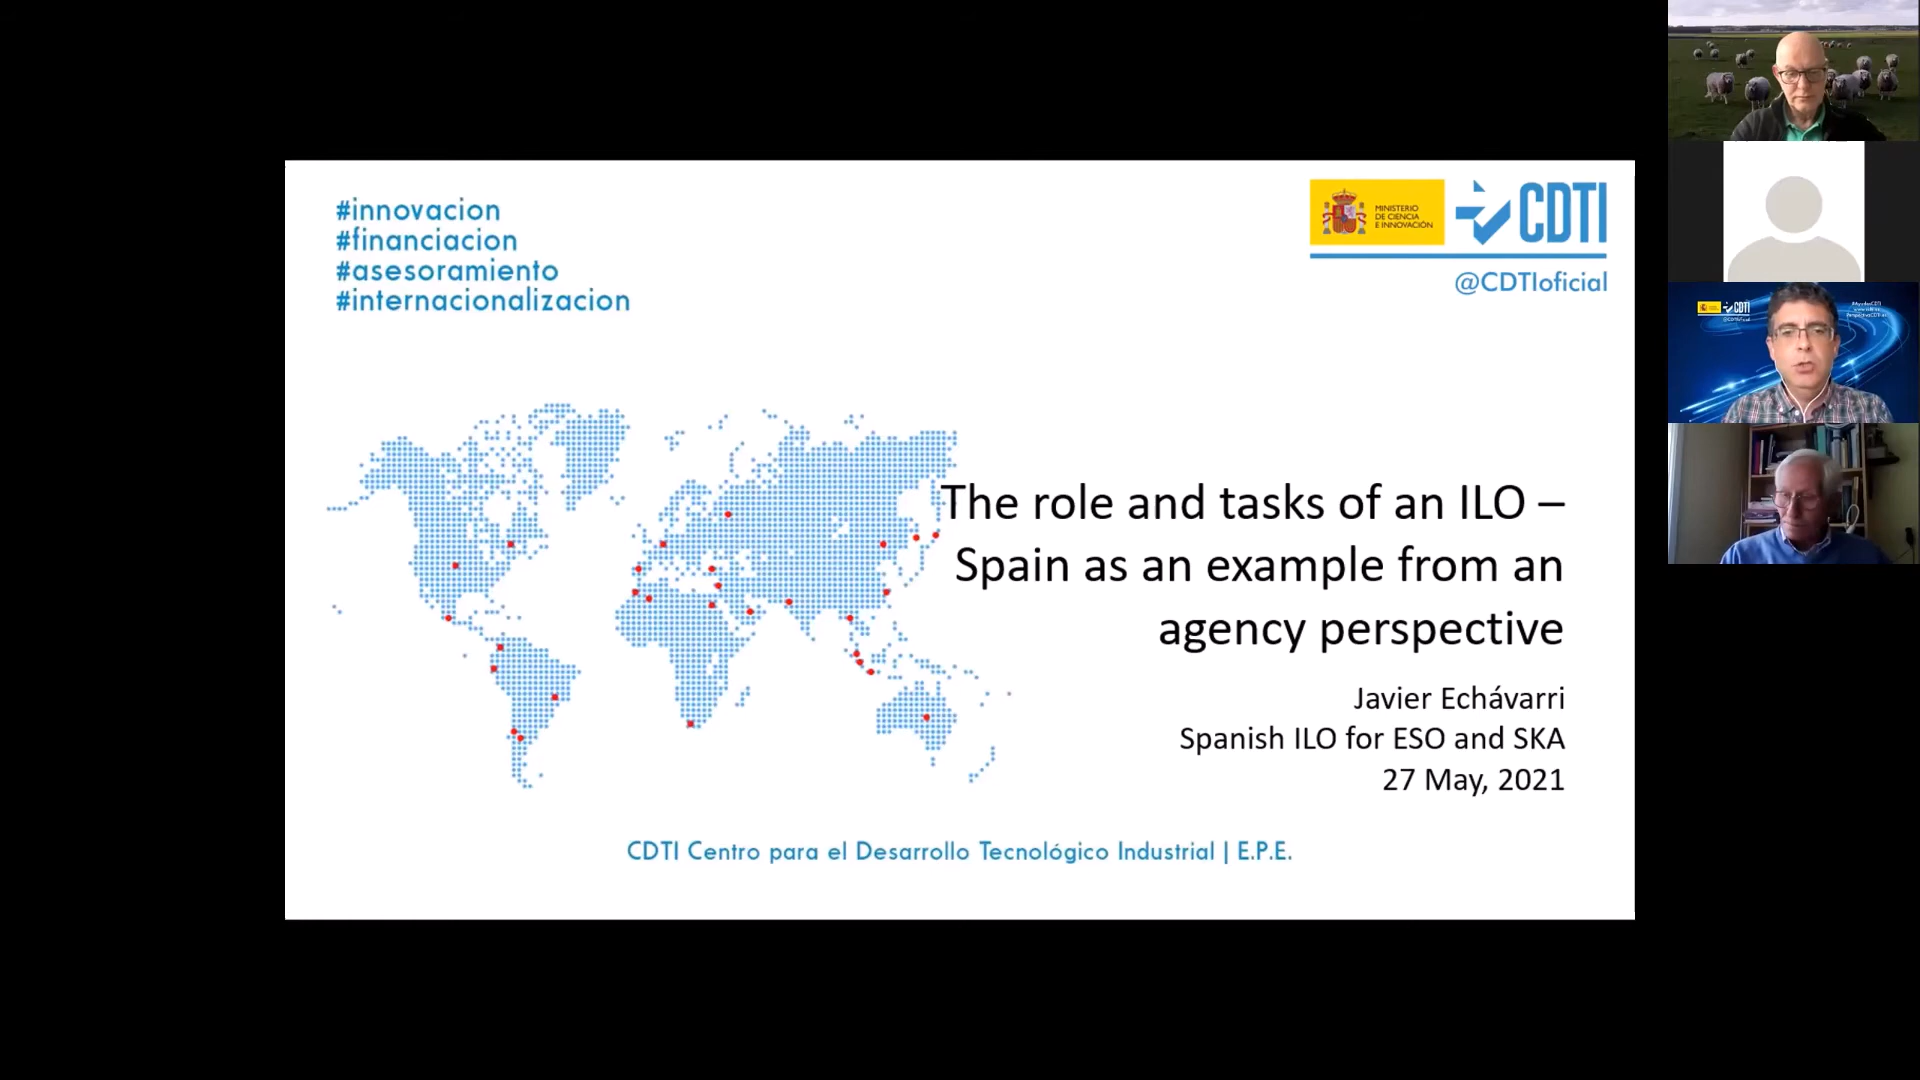 #innovacion
#financiacion
#asesoramiento
#internacionalizacion
MINISTERIO
DE CIENCIA
E INNOVACIÓN
CDTI
@CDTIoficial
The role and tasks of an ILO –
Spain as an example from an
agency perspective
Javier Echávarri
Spanish ILO for ESO and SKA
27 May, 2021
CDTI Centro para el Desarrollo Tecnológico Industrial | E.P.E.
CDTI